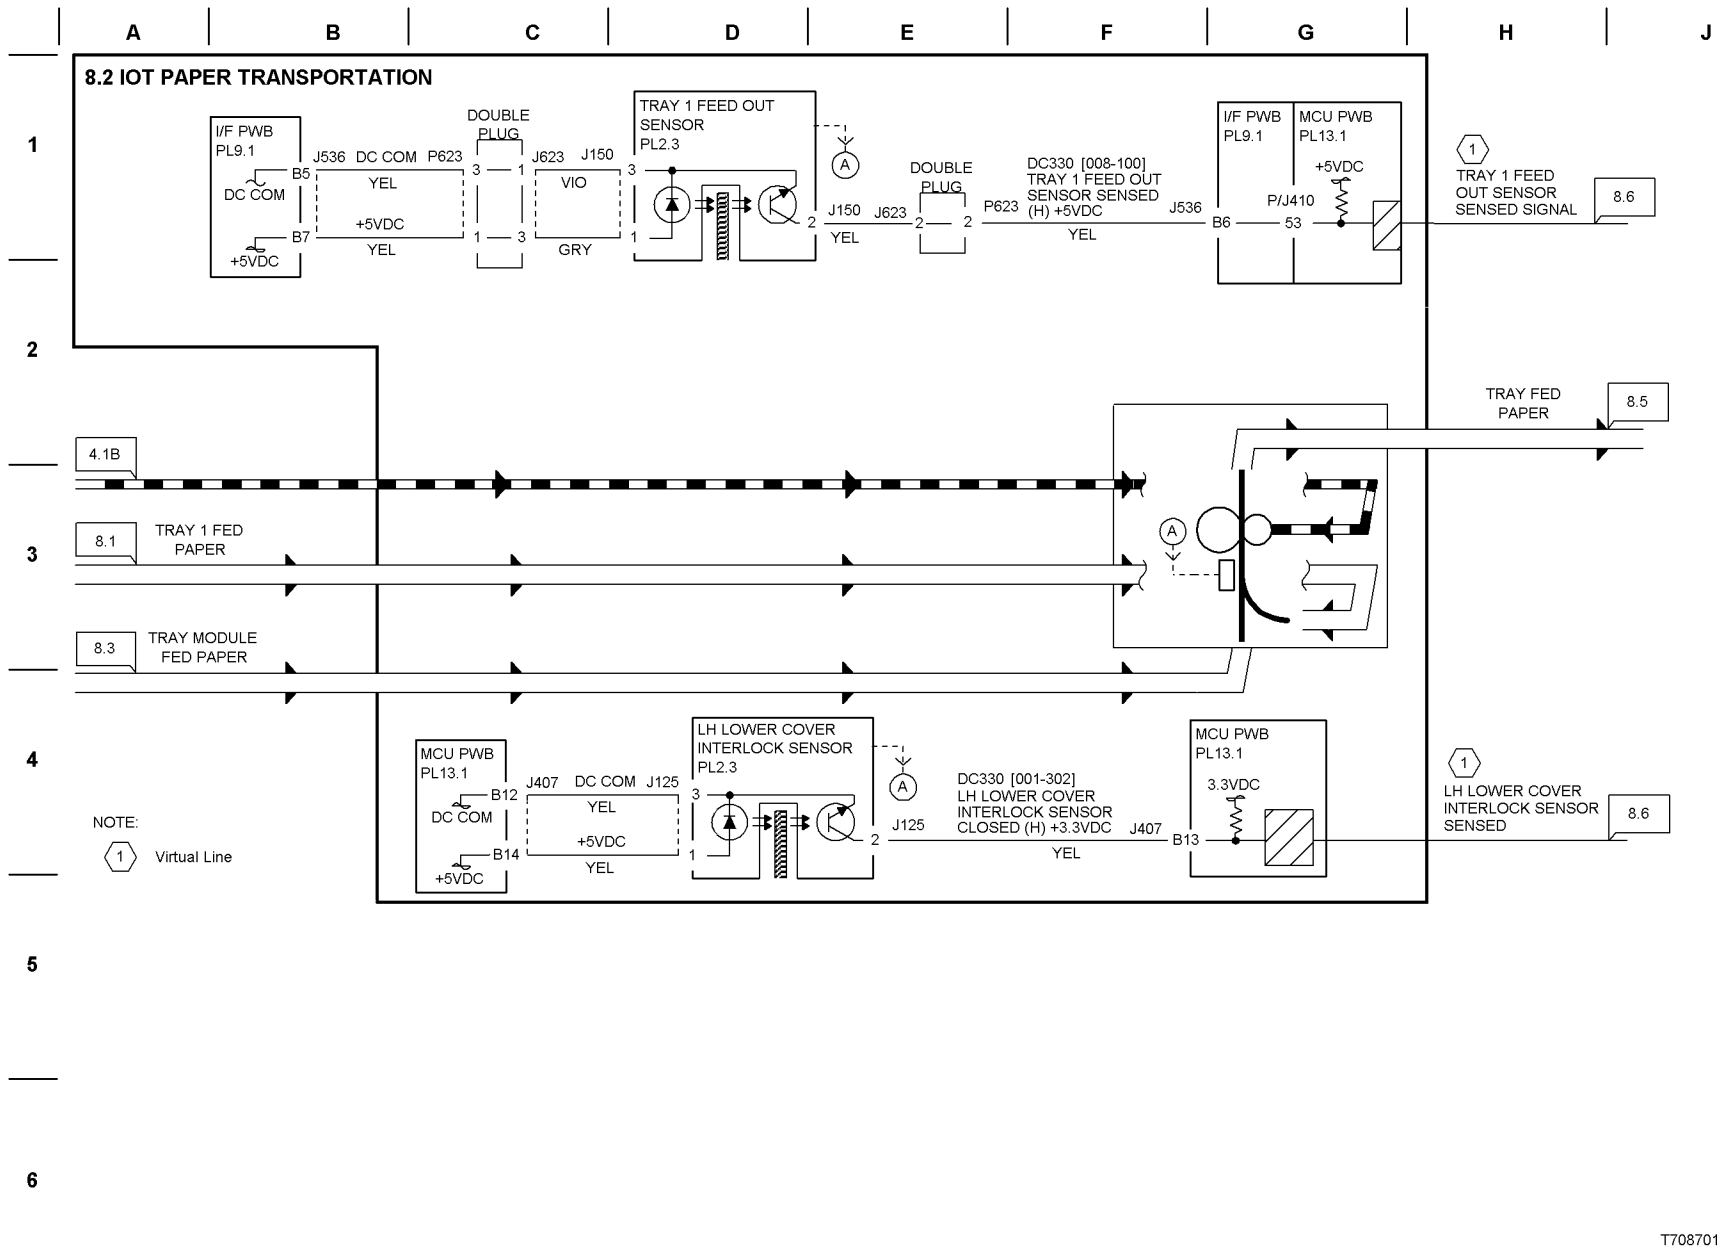 A B C D E F G H J
8.2 IOT PAPER TRANSPORTATION
1
I/F PWB
PL9.1
B5
DC COM
B7
+5VDC
J536 DC COM P623
YEL
+5VDC
YEL
DOUBLE
PLUG
3 1
1 3
J623 J150
VIO
GRY
TRAY 1 FEED OUT
SENSOR
PL2.3
3
1
2
A
J150 J623
YEL
DOUBLE
PLUG
2 2
P623
DC330 [008-100]
TRAY 1 FEED OUT
SENSOR SENSED
(H) +5VDC
J536
YEL
I/F PWB
PL9.1
B6
MCU PWB
PL13.1
+5VDC
P/J410
53
1
TRAY 1 FEED
OUT SENSOR
SENSED SIGNAL
8.6
2
TRAY FED
PAPER
8.5
4.1B
3
8.1
TRAY 1 FED
PAPER
A
8.3
TRAY MODULE
FED PAPER
4
MCU PWB
PL13.1
B12
DC COM
B14
+5VDC
J407 DC COM J125
YEL
+5VDC
YEL
LH LOWER COVER
INTERLOCK SENSOR
PL2.3
3
1
2
A
J125
DC330 [001-302]
LH LOWER COVER
INTERLOCK SENSOR
CLOSED (H) +3.3VDC
J407
YEL
MCU PWB
PL13.1
3.3VDC
B13
1
LH LOWER COVER
INTERLOCK SENSOR
SENSED
8.6
NOTE:
1 Virtual Line
5
6
T708701